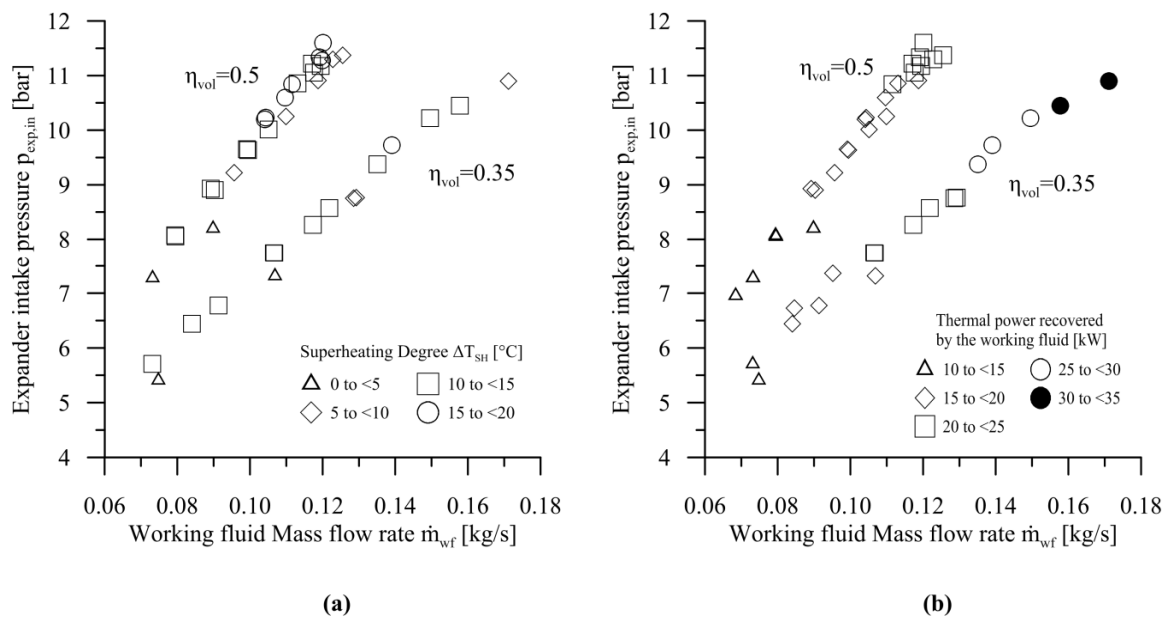 12
11
10
9
8
7
6
5
4
Expander intake pressure p_exp,in [bar]
η_vol=0.5
η_vol=0.35
Superheating Degree ΔT_SH [°C]
0 to <5
10 to <15
5 to <10
15 to <20
0.06 0.08 0.10 0.12 0.14 0.16 0.18
Working fluid Mass flow rate ṁ_wf [kg/s]
(a)
12
11
10
9
8
7
6
5
4
Expander intake pressure p_exp,in [bar]
η_vol=0.5
η_vol=0.35
Thermal power recovered
by the working fluid [kW]
10 to <15
25 to <30
15 to <20
30 to <35
20 to <25
0.06 0.08 0.10 0.12 0.14 0.16 0.18
Working fluid Mass flow rate ṁ_wf [kg/s]
(b)